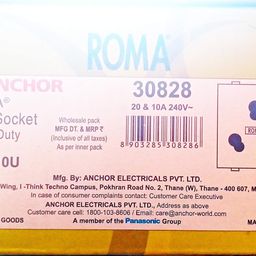 ROMA
ANCHOR
30828
A®
Socket
20 & 10A 240V~
Duty
Wholesale pack
MFG DT. & MRP ₹
(Inclusive of all taxes)
As per inner pack
8 903285 308286
0U
Mfg By : ANCHOR ELECTRICALS PVT. LTD.
Wing, I -Think Techno Campus, Pokhran Road No. 2, Thane (W), Thane - 400 607, M
In case of consumer complaints contact: Customer Care Executive
ANCHOR ELECTRICALS PVT. LTD., Address as above
Customer care cell: 1800-103-8606 / Email: care@anchor-world.com
GOODS
A member of the Panasonic Group
MA